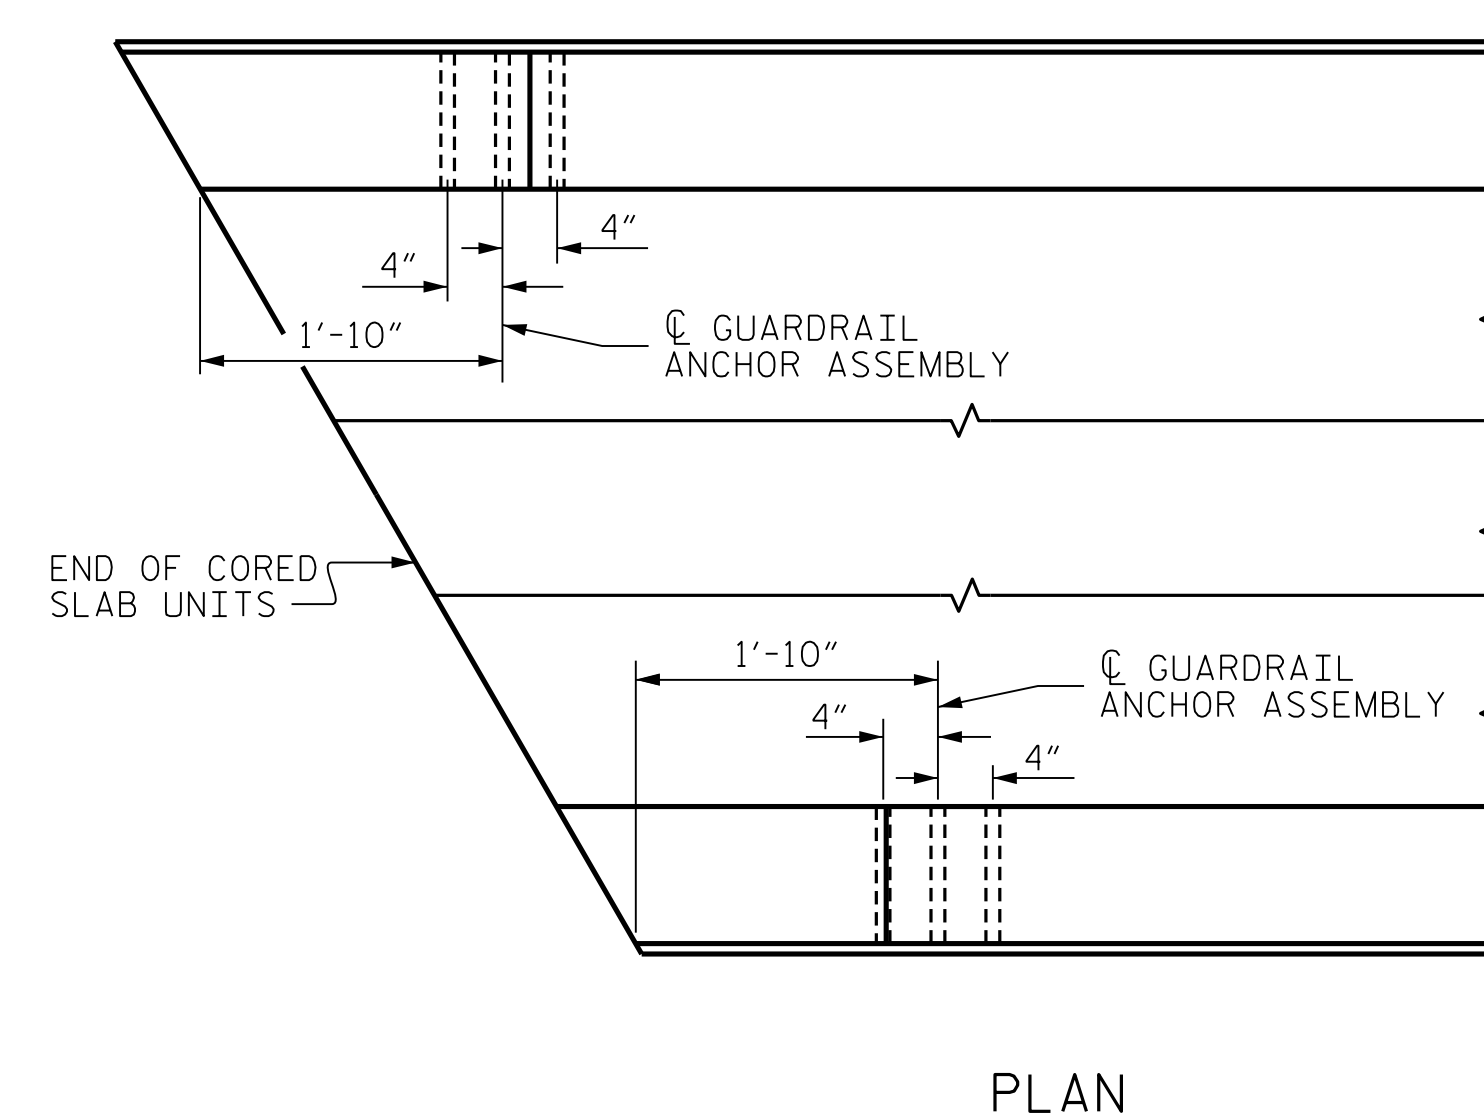 4"
4"
1'-10"
℄ GUARDRAIL
ANCHOR ASSEMBLY
END OF CORED
SLAB UNITS
1'-10"
℄ GUARDRAIL
ANCHOR ASSEMBLY
4"
4"
PLAN